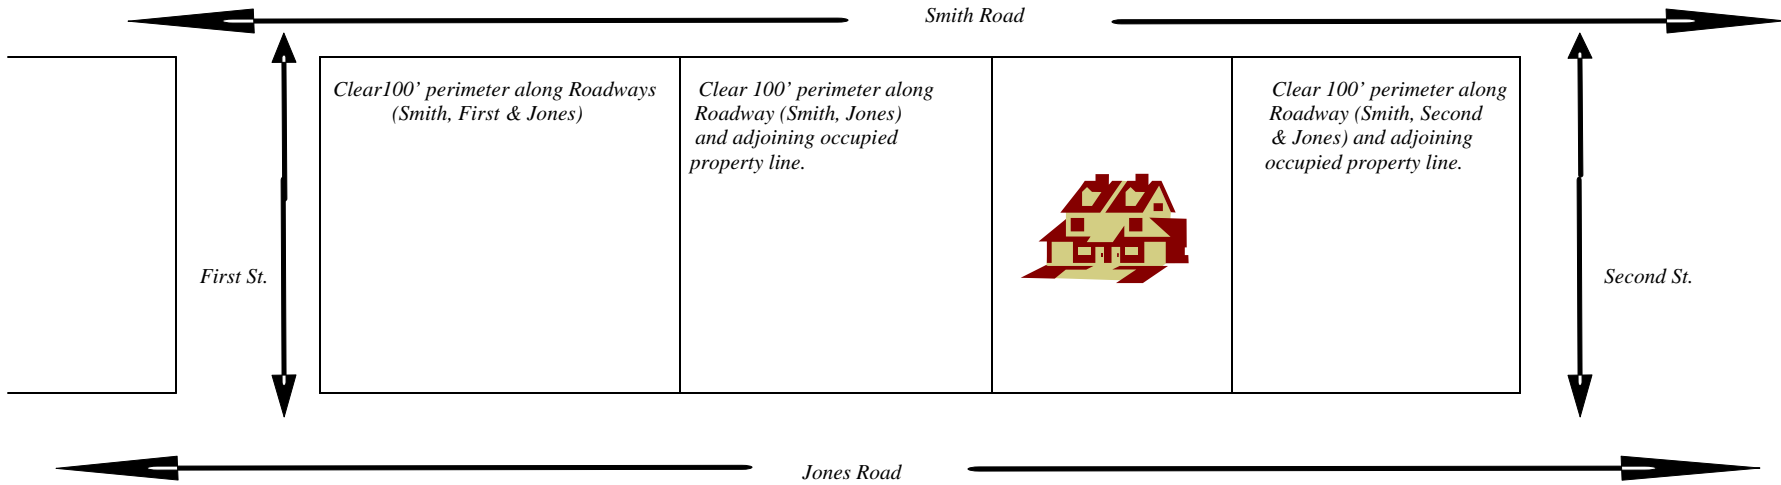 Smith Road
Clear100’ perimeter along Roadways
(Smith, First & Jones)
Clear 100’ perimeter along
Roadway (Smith, Jones)
and adjoining occupied
property line.
Clear 100’ perimeter along
Roadway (Smith, Second
& Jones) and adjoining
occupied property line.
First St.
Second St.
Jones Road